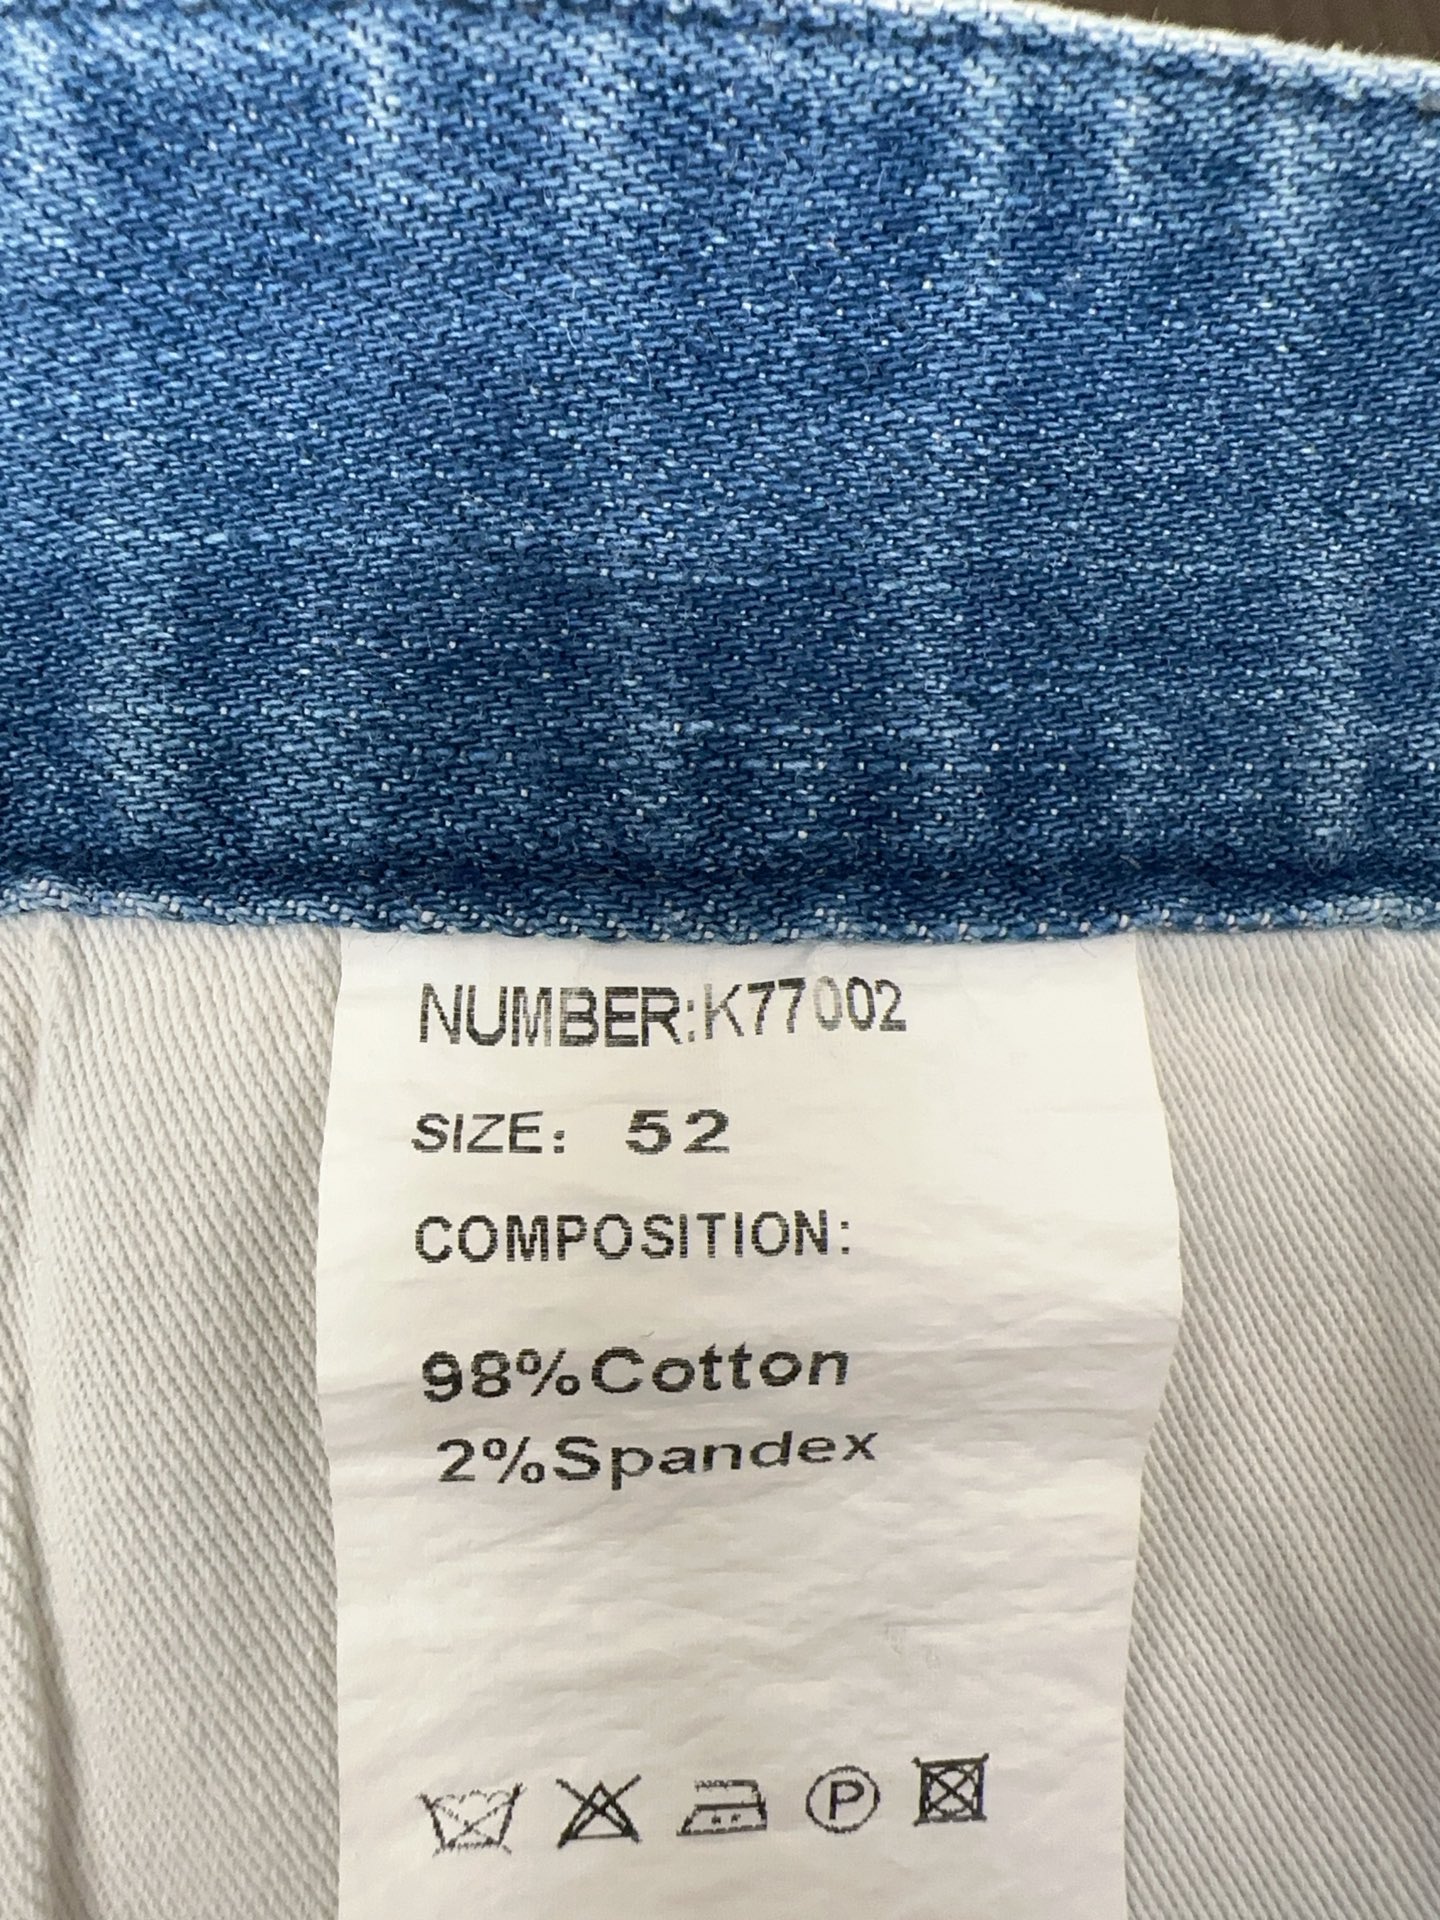 NUMBER:K77002
SIZE: 52
COMPOSITION:
98%Cotton
2%Spandex
P